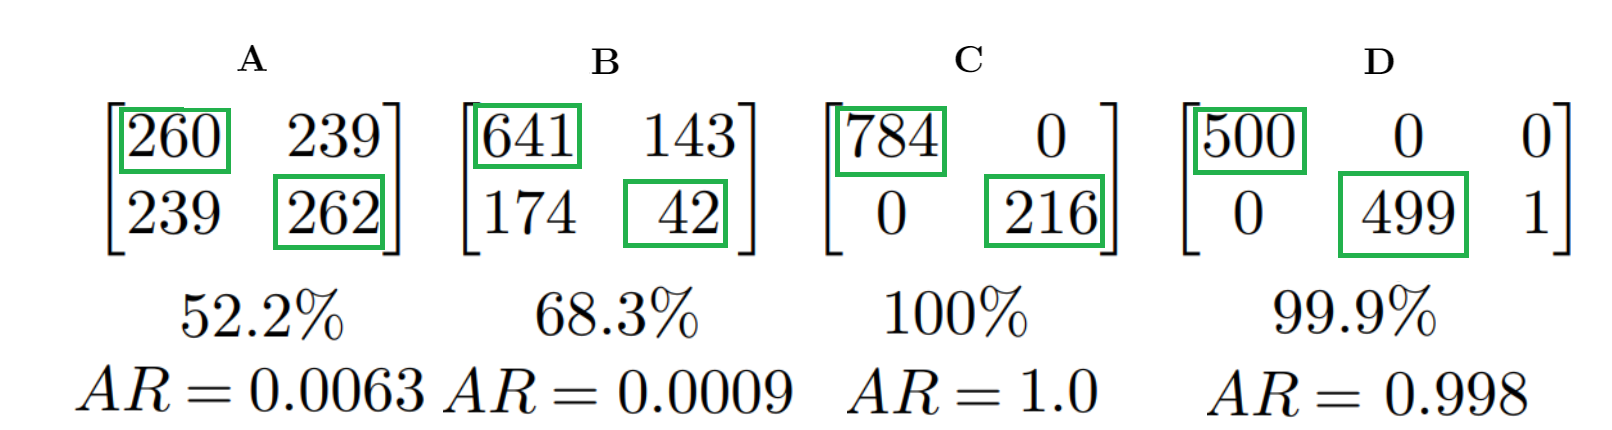 A B C D
260 239 641 143 784 0 500 0 0
239 262 174 42 0 216 0 499 1
52.2% 68.3% 100% 99.9%
AR = 0.0063 AR = 0.0009 AR = 1.0 AR = 0.998